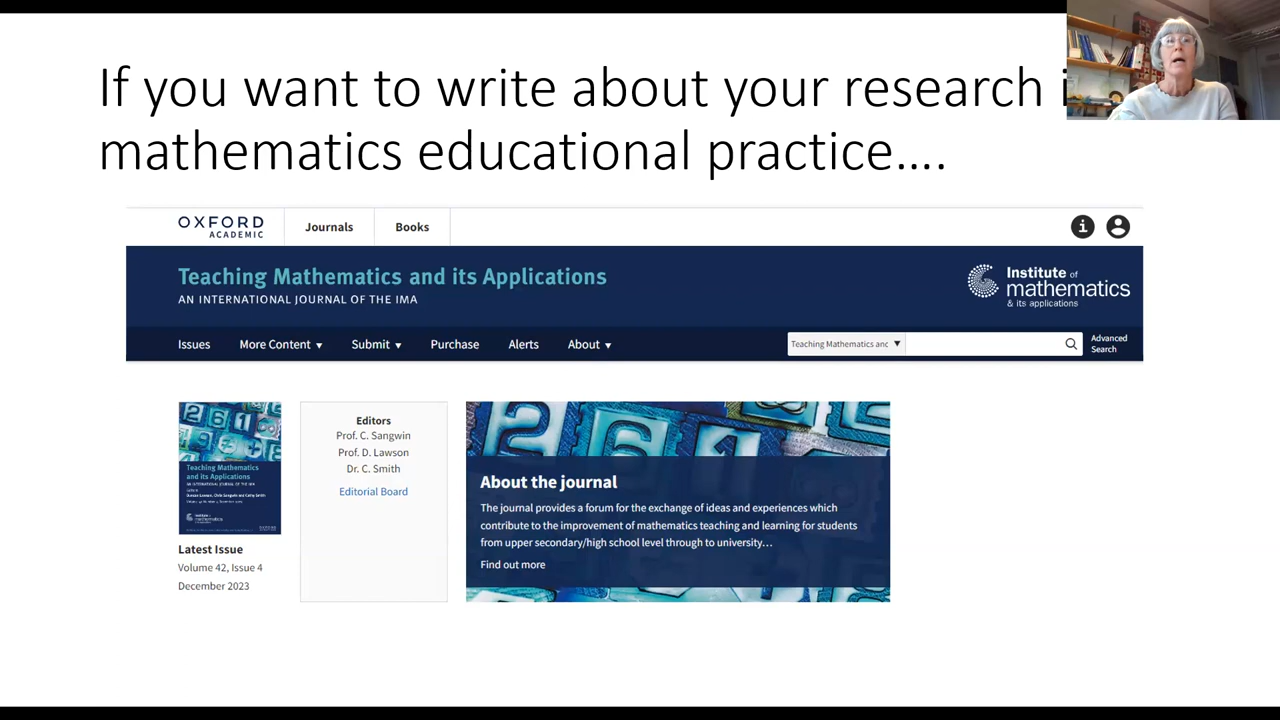 If you want to write about your research
mathematics educational practice….
OXFORD
ACADEMIC
Journals
Books
Teaching Mathematics and its Applications
AN INTERNATIONAL JOURNAL OF THE IMA
Institute of
mathematics
& its applications
Issues
More Content
Submit
Purchase
Alerts
About
Teaching Mathematics anc
Advanced
Search
Teaching Mathematics
and its Applications
Latest Issue
Volume 42, Issue 4
December 2023
Editors
Prof. C. Sangwin
Prof. D. Lawson
Dr. C. Smith
Editorial Board
About the journal
The journal provides a forum for the exchange of ideas and experiences which
contribute to the improvement of mathematics teaching and learning for students
from upper secondary/high school level through to university…
Find out more